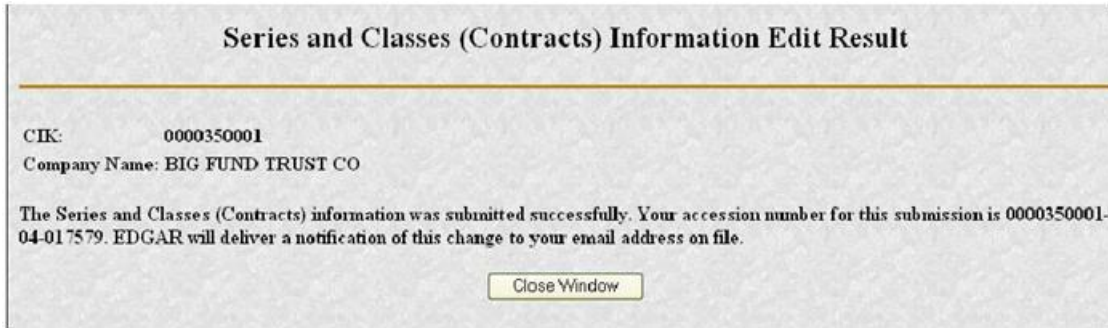 Series and Classes (Contracts) Information Edit Result
CIK: 0000350001
Company Name: BIG FUND TRUST CO
The Series and Classes (Contracts) information was submitted successfully. Your accession number for this submission is 0000350001-
04-017579. EDGAR will deliver a notification of this change to your email address on file.
Close Window